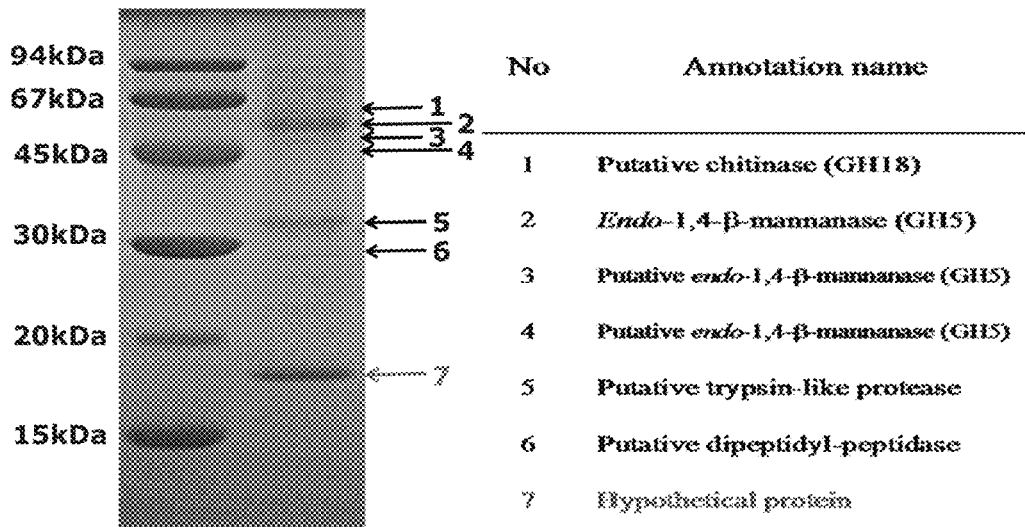 94kDa
67kDa
45kDa
30kDa
20kDa
15kDa
1
2
3
4
5
6
7
No Annotation name
1 Putative chitinase (GH18)
2 Endo-1,4-β-mannanase (GH5)
3 Putative endo-1,4-β-mannanase (GH5)
4 Putative endo-1,4-β-mannanase (GH5)
5 Putative trypsin-like protease
6 Putative dipeptidyl-peptidase
7 Hypothetical protein